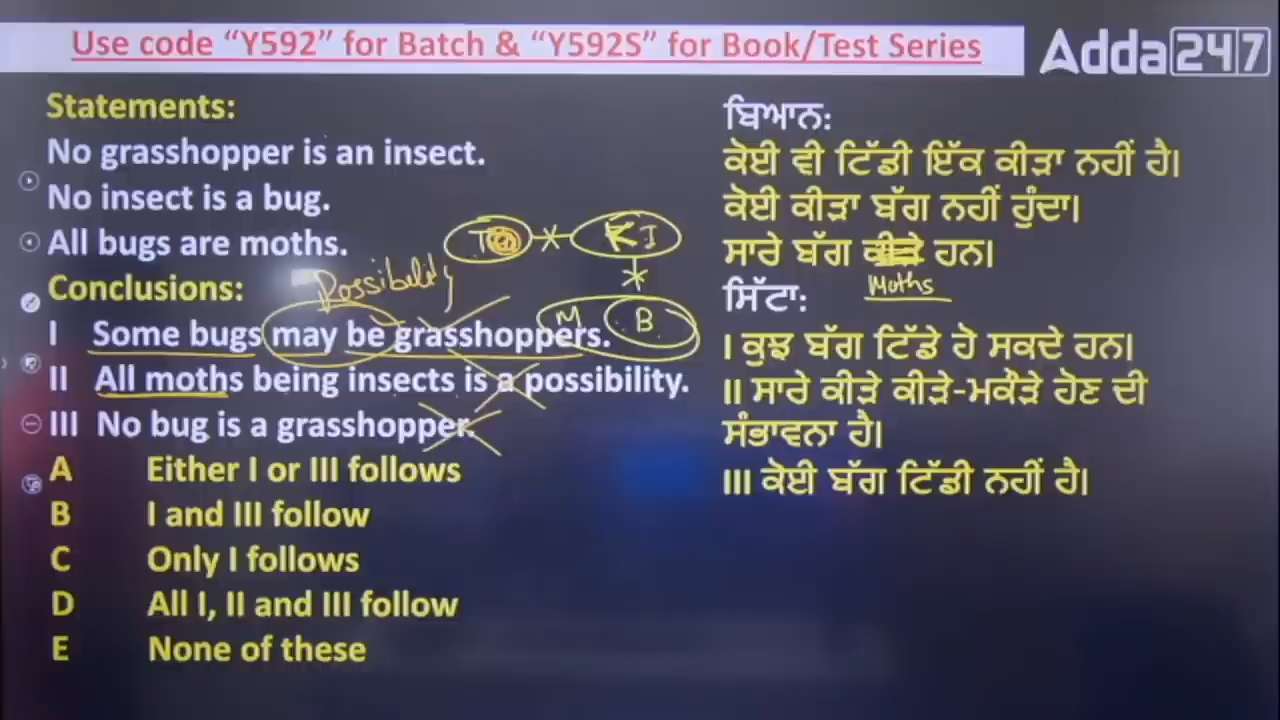 Use code “Y592” for Batch & “Y592S” for Book/Test Series
Adda247
Statements:
No grasshopper is an insect.
No insect is a bug.
All bugs are moths.
Conclusions:
Possibility
I Some bugs may be grasshoppers.
II All moths being insects is a possibility.
III No bug is a grasshopper.
A Either I or III follows
B I and III follow
C Only I follows
D All I, II and III follow
E None of these
T
I
M
B
ਬਿਆਨ:
ਕੋਈ ਵੀ ਟਿੱਡੀ ਇੱਕ ਕੀੜਾ ਨਹੀਂ ਹੈ।
ਕੋਈ ਕੀੜਾ ਬੱਗ ਨਹੀਂ ਹੁੰਦਾ।
ਸਾਰੇ ਬੱਗ ਕੀੜੇ ਹਨ।
Moths
ਸਿੱਟਾ:
I ਕੁਝ ਬੱਗ ਟਿੱਡੇ ਹੋ ਸਕਦੇ ਹਨ।
II ਸਾਰੇ ਕੀੜੇ ਕੀੜੇ-ਮਕੌੜੇ ਹੋਣ ਦੀ
ਸੰਭਾਵਨਾ ਹੈ।
III ਕੋਈ ਬੱਗ ਟਿੱਡੀ ਨਹੀਂ ਹੈ।